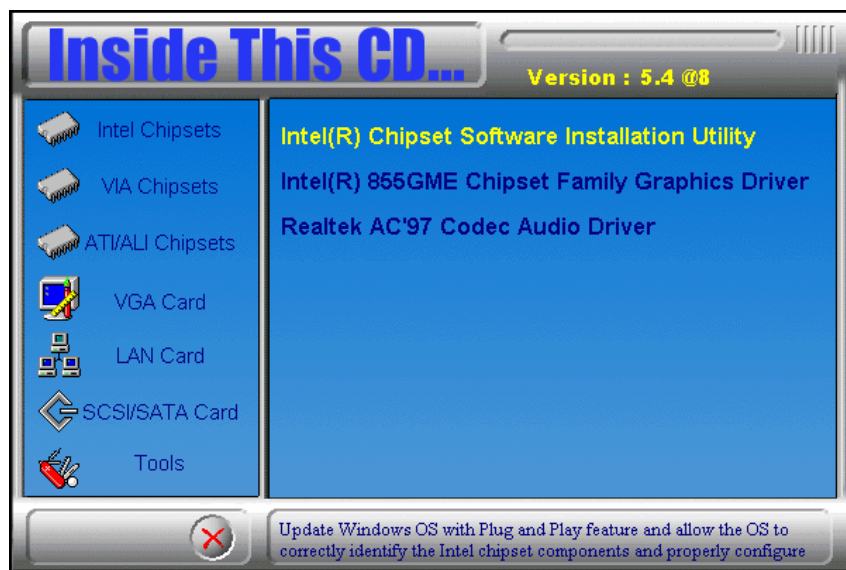 Inside This CD...
Version : 5.4 @8
Intel Chipsets
VIA Chipsets
ATI/ALI Chipsets
VGA Card
LAN Card
SCSI/SATA Card
Tools
Intel(R) Chipset Software Installation Utility
Intel(R) 855GME Chipset Family Graphics Driver
Realtek AC'97 Codec Audio Driver
Update Windows OS with Plug and Play feature and allow the OS to
correctly identify the Intel chipset components and properly configure